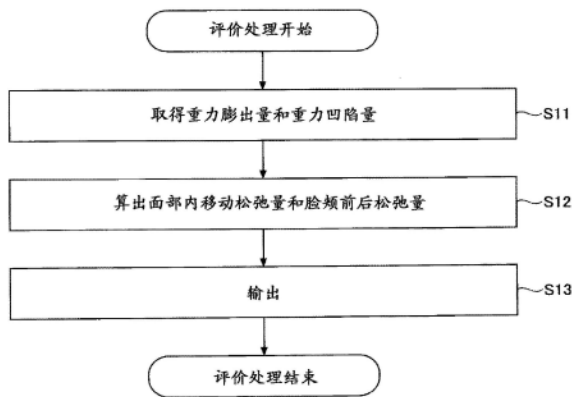 评价处理开始
取得重力膨出量和重力凹陷量
S11
算出面部内移动松弛量和脸颊前后松弛量
S12
输出
S13
评价处理结束